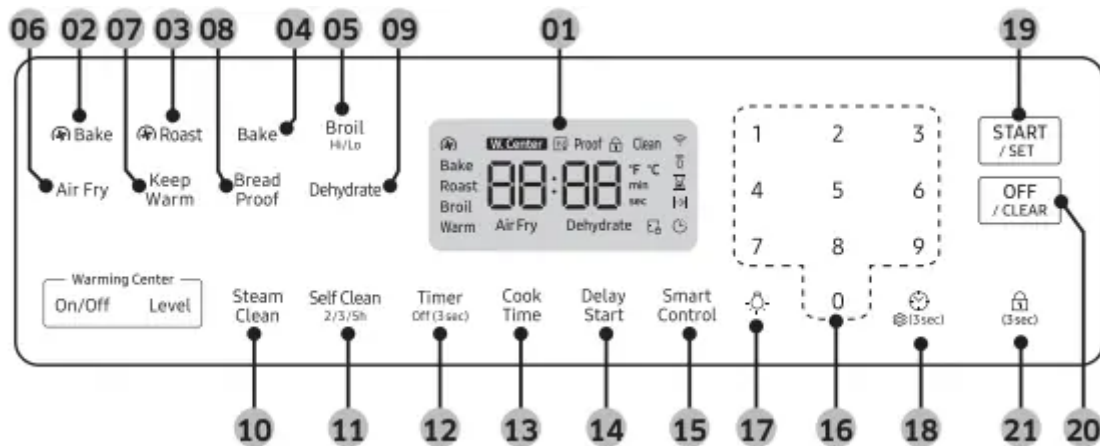 06 02 07 03 08 04 05 09 01 19
Bake Roast Bake Broil
Hi/Lo
Air Fry Keep Warm Bread Proof Dehydrate
W. Center Proof Clean
Bake
Roast
Broil
Warm
88:88
°F °C
min
sec
Air Fry Dehydrate
1 2 3
4 5 6
7 8 9
0
START
/ SET
OFF
/ CLEAR
Warming Center
On/Off Level
Steam
Clean
Self Clean
2/3/5h
Timer
Off (3 sec)
Cook
Time
Delay
Start
Smart
Control
(3 sec)
(3 sec)
10 11 12 13 14 15 17 16 18 21 20